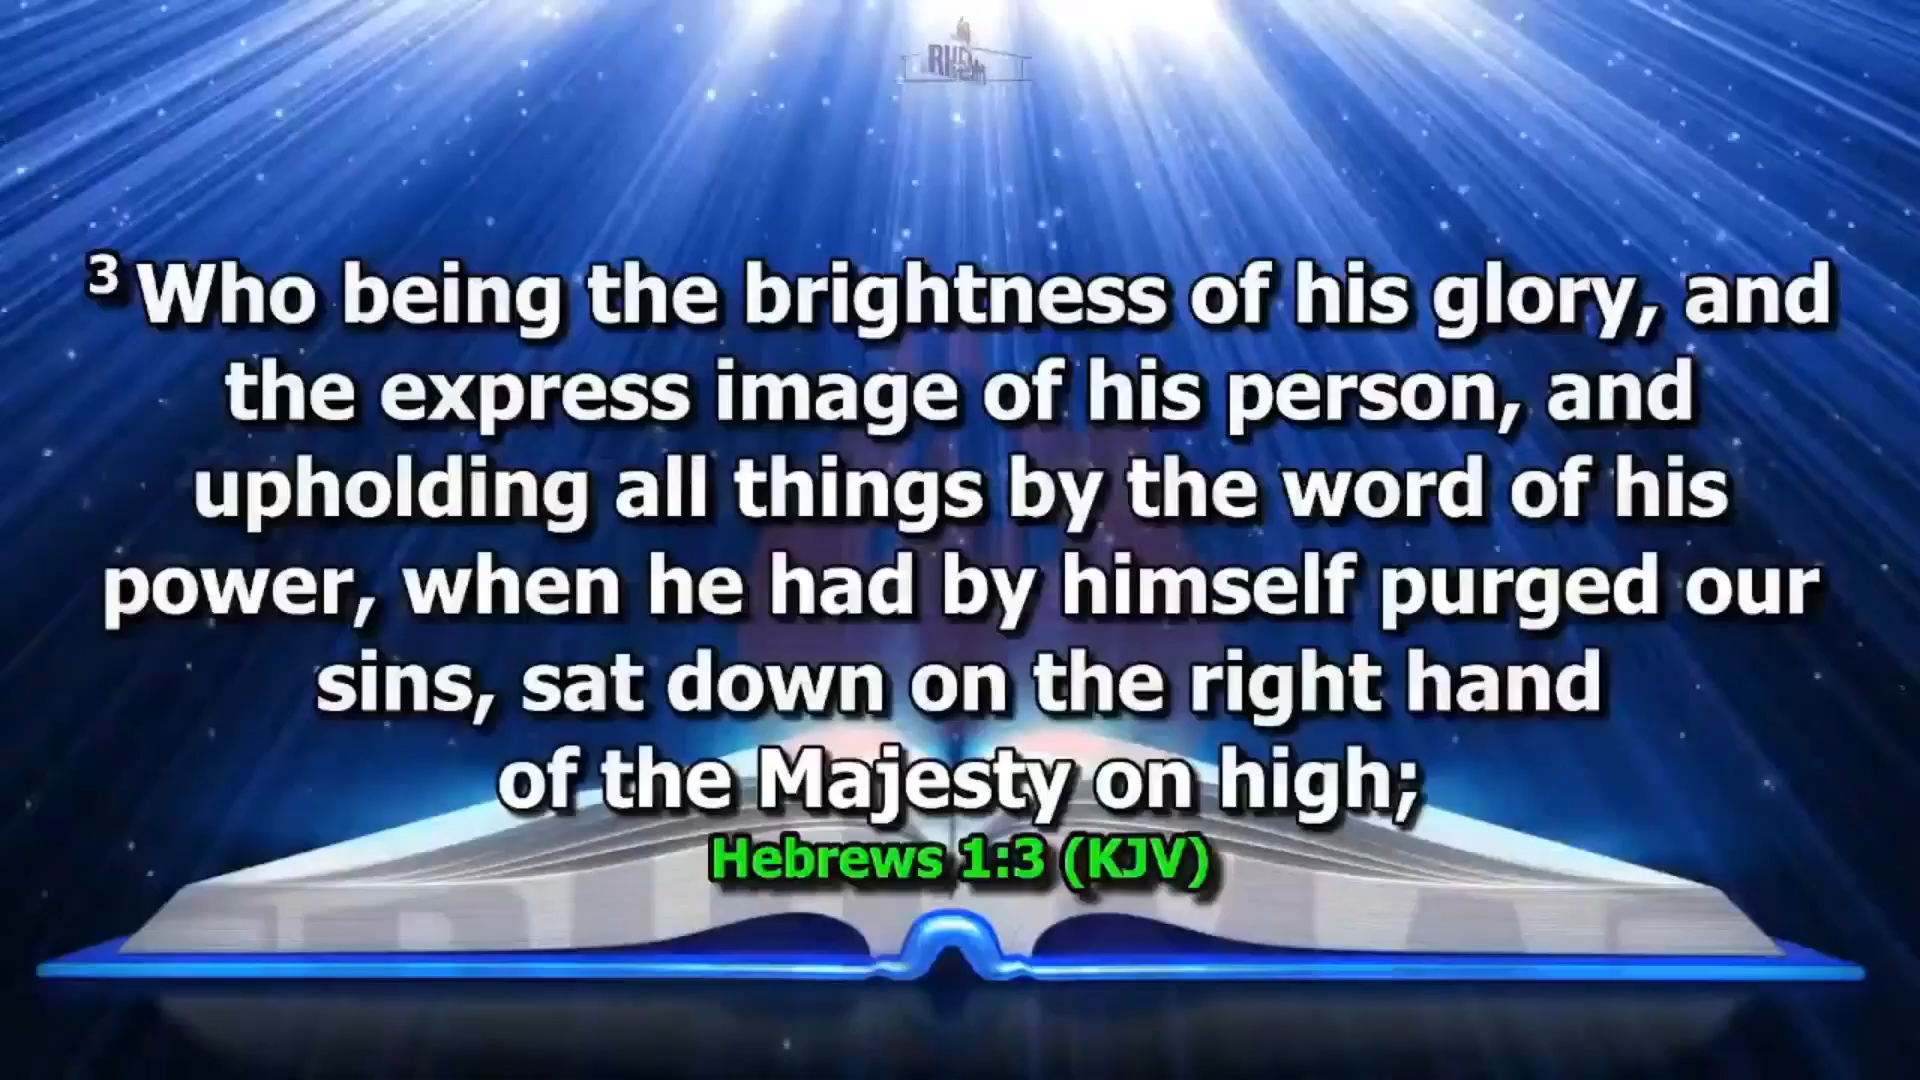 ³ Who being the brightness of his glory, and
the express image of his person, and
upholding all things by the word of his
power, when he had by himself purged our
sins, sat down on the right hand
of the Majesty on high;
Hebrews 1:3 (KJV)